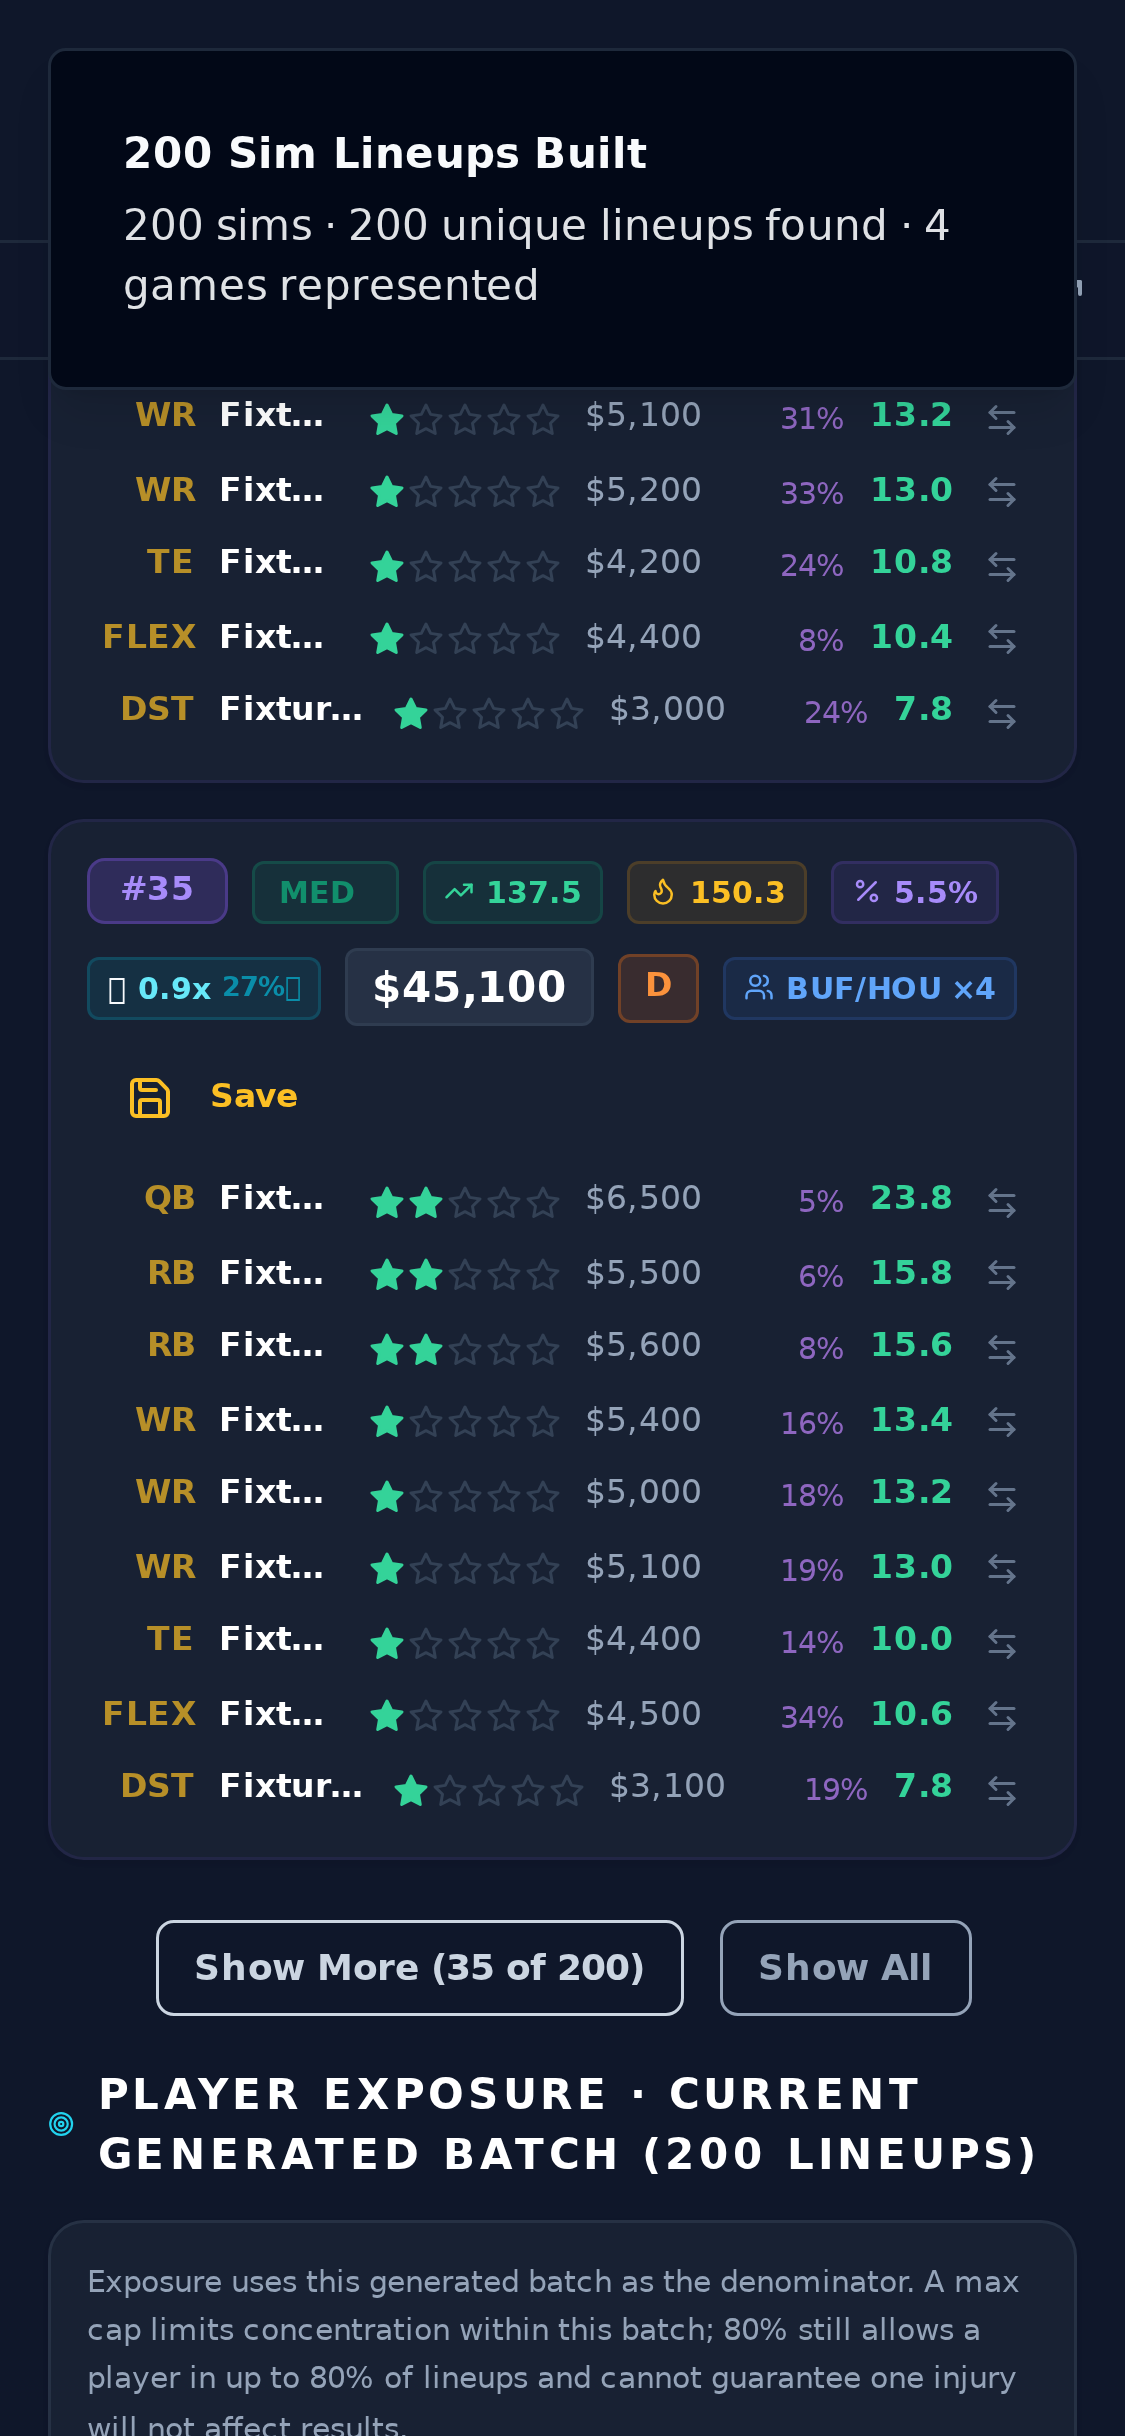 200 Sim Lineups Built
200 sims · 200 unique lineups found · 4
games represented
WR Fixt... $5,100 31% 13.2
WR Fixt... $5,200 33% 13.0
TE Fixt... $4,200 24% 10.8
FLEX Fixt... $4,400 8% 10.4
DST Fixtur... $3,000 24% 7.8
#35 MED 137.5 150.3 5.5%
0.9x 27% $45,100 D BUF/HOU ×4
Save
QB Fixt... $6,500 5% 23.8
RB Fixt... $5,500 6% 15.8
RB Fixt... $5,600 8% 15.6
WR Fixt... $5,400 16% 13.4
WR Fixt... $5,000 18% 13.2
WR Fixt... $5,100 19% 13.0
TE Fixt... $4,400 14% 10.0
FLEX Fixt... $4,500 34% 10.6
DST Fixtur... $3,100 19% 7.8
Show More (35 of 200) Show All
PLAYER EXPOSURE · CURRENT
GENERATED BATCH (200 LINEUPS)
Exposure uses this generated batch as the denominator. A max
cap limits concentration within this batch; 80% still allows a
player in up to 80% of lineups and cannot guarantee one injury
will not affect results.